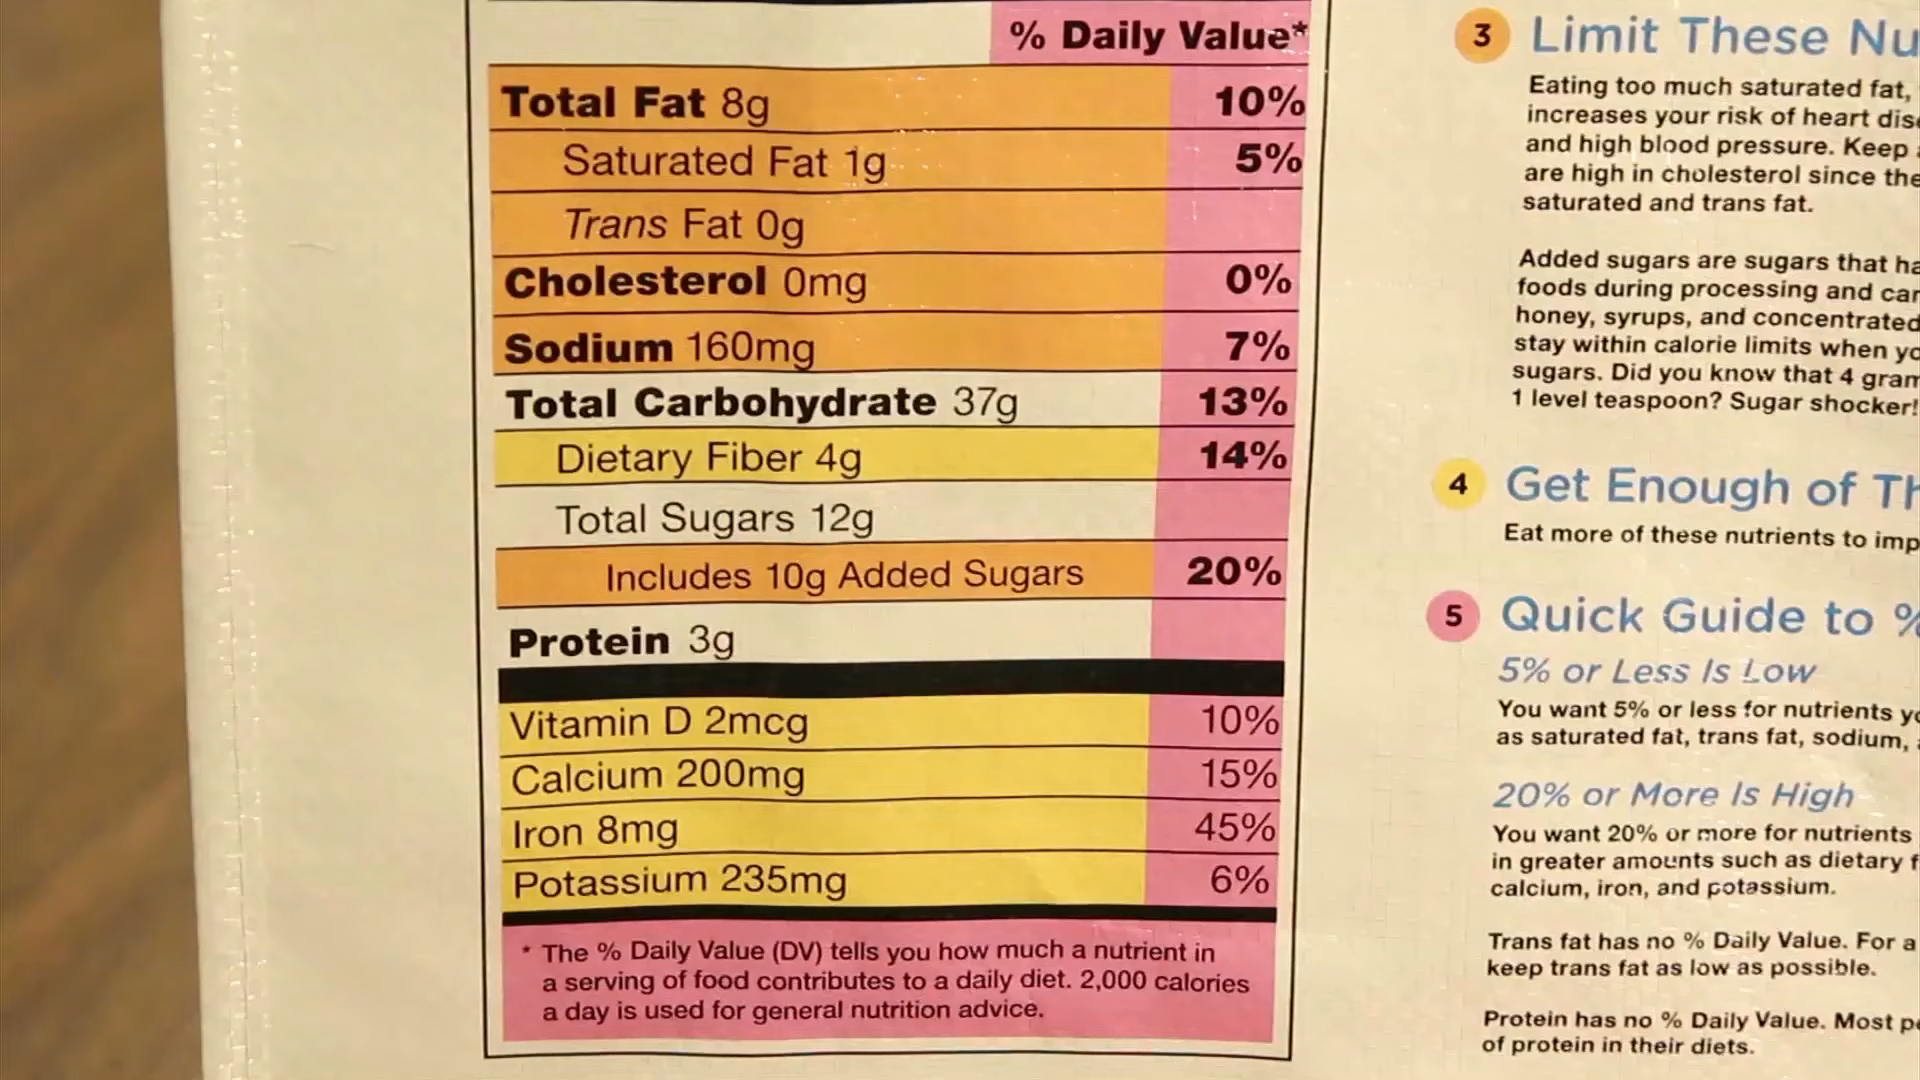 % Daily Value*
Total Fat 8g 10%
Saturated Fat 1g 5%
Trans Fat 0g
Cholesterol 0mg 0%
Sodium 160mg 7%
Total Carbohydrate 37g 13%
Dietary Fiber 4g 14%
Total Sugars 12g
Includes 10g Added Sugars 20%
Protein 3g
Vitamin D 2mcg 10%
Calcium 200mg 15%
Iron 8mg 45%
Potassium 235mg 6%
* The % Daily Value (DV) tells you how much a nutrient in
a serving of food contributes to a daily diet. 2,000 calories
a day is used for general nutrition advice.
3 Limit These
Eating too much saturated fat,
increases your risk of heart
and high blood pressure. Keep
are high in cholesterol since
saturated and trans fat.
Added sugars are sugars that
foods during processing and
honey, syrups, and concentrated
stay within calorie limits when
sugars. Did you know that 4
1 level teaspoon? Sugar shocker!
4 Get Enough of
Eat more of these nutrients to
5 Quick Guide to %
5% or Less Is Low
You want 5% or less for nutrients
as saturated fat, trans fat, sodium,
20% or More Is High
You want 20% or more for nutrients
in greater amounts such as dietary
calcium, iron, and potassium.
Trans fat has no % Daily Value. For a
keep trans fat as low as possible.
Protein has no % Daily Value. Most
of protein in their diets.